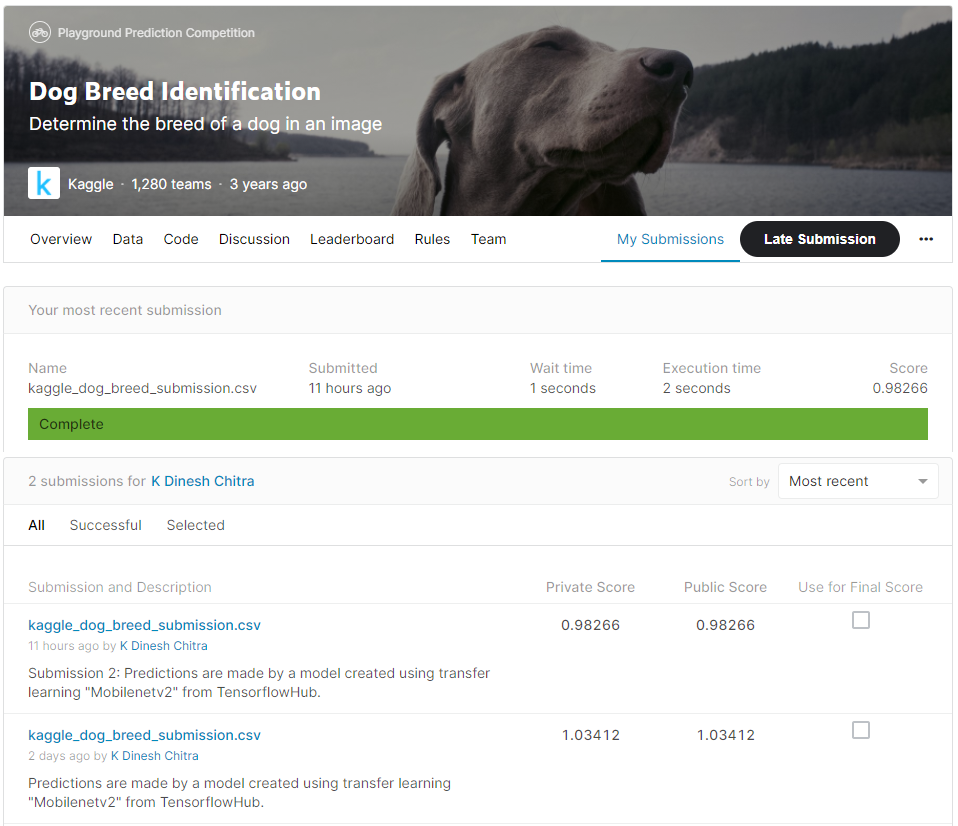 Playground Prediction Competition
Dog Breed Identification
Determine the breed of a dog in an image
k Kaggle · 1,280 teams · 3 years ago
Overview Data Code Discussion Leaderboard Rules Team My Submissions Late Submission •••
Your most recent submission
Name Submitted Wait time Execution time Score
kaggle_dog_breed_submission.csv 11 hours ago 1 seconds 2 seconds 0.98266
Complete
2 submissions for K Dinesh Chitra Sort by Most recent
All Successful Selected
Submission and Description Private Score Public Score Use for Final Score
kaggle_dog_breed_submission.csv 0.98266 0.98266
11 hours ago by K Dinesh Chitra
Submission 2: Predictions are made by a model created using transfer
learning "Mobilenetv2" from TensorflowHub.
kaggle_dog_breed_submission.csv 1.03412 1.03412
2 days ago by K Dinesh Chitra
Predictions are made by a model created using transfer learning
"Mobilenetv2" from TensorflowHub.